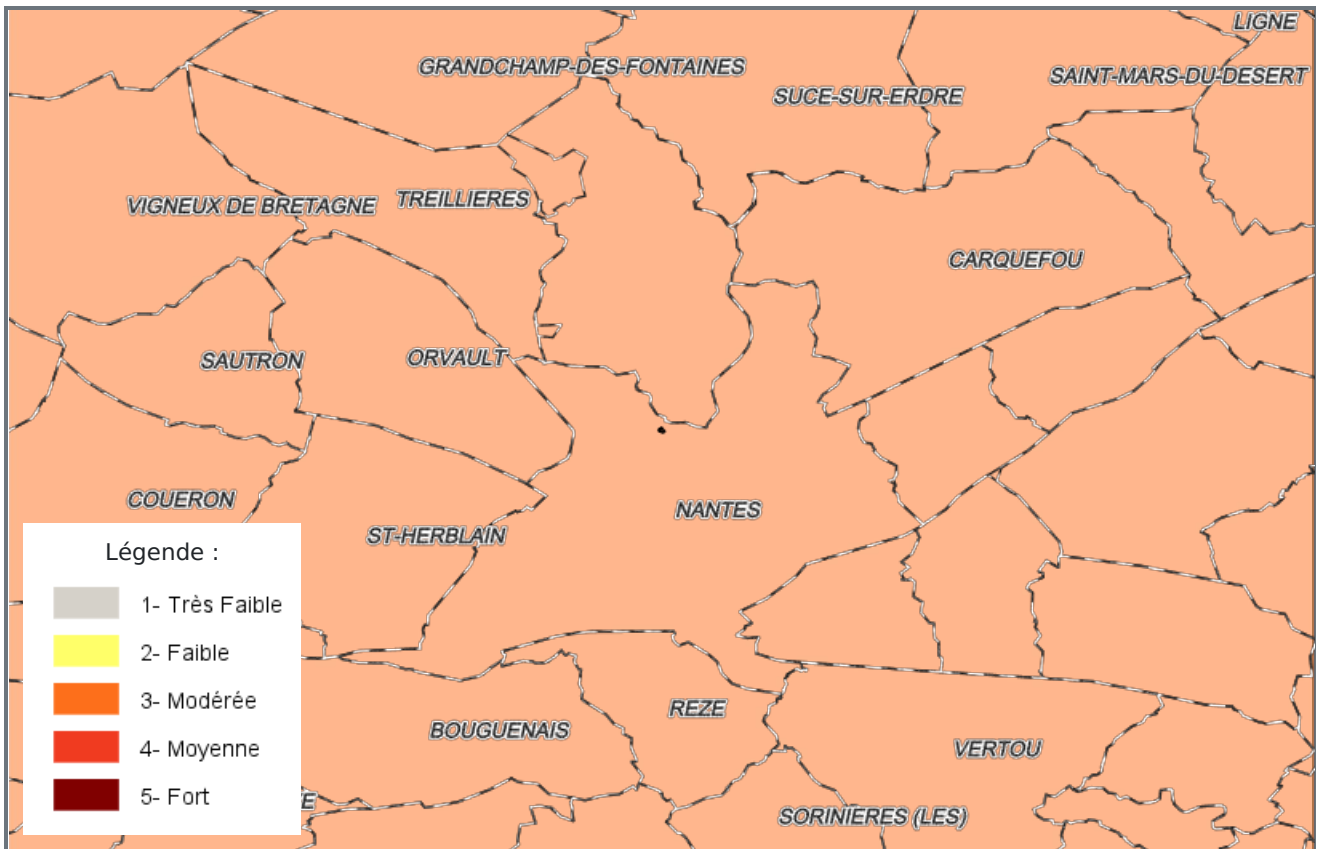 LIGNE
GRANDCHAMP-DES-FONTAINES
SAINT-MARS-DU-DESERT
SUCE-SUR-ERDRE
VIGNEUX DE BRETAGNE
TREILLIERES
CARQUEFOU
SAUTRON
ORVAULT
COUERON
NANTES
ST-HERBLAIN
Légende :
1- Très Faible
2- Faible
3- Modérée
4- Moyenne
5- Fort
REZE
BOUGUENAIS
VERTOU
SORINIERES (LES)